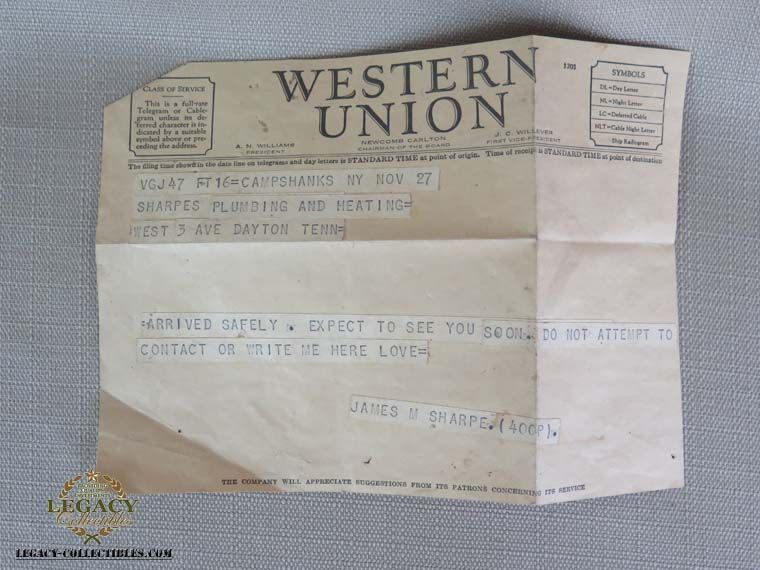 CLASS OF SERVICE
This is a full-rate
Telegram or Cable-
gram unless its de-
ferred character is in-
dicated by a suitable
symbol above or pre-
ceding the address.
WESTERN
UNION
1201
SYMBOLS
DL=Day Letter
NL=Night Letter
LC=Deferred Cable
NLT=Cable Night Letter
Ship Radiogram
A. N. WILLIAMS
PRESIDENT
NEWCOMB CARLTON
CHAIRMAN OF THE BOARD
J. C. WILLEVER
FIRST VICE-PRESIDENT
The filing time shown in the date line on telegrams and day letters is STANDARD TIME at point of origin. Time of receipt is STANDARD TIME at point of destination
VGJ47 FT16=CAMPSHANKS NY NOV 27
SHARPES PLUMBING AND HEATING=
WEST 3 AVE DAYTON TENN=
=ARRIVED SAFELY. EXPECT TO SEE YOU SOON. DO NOT ATTEMPT TO
CONTACT OR WRITE ME HERE LOVE=
JAMES M SHARPE.(400P).
THE COMPANY WILL APPRECIATE SUGGESTIONS FROM ITS PATRONS CONCERNING ITS SERVICE
LEGACY
Collectibles
LEGACY-COLLECTIBLES.COM